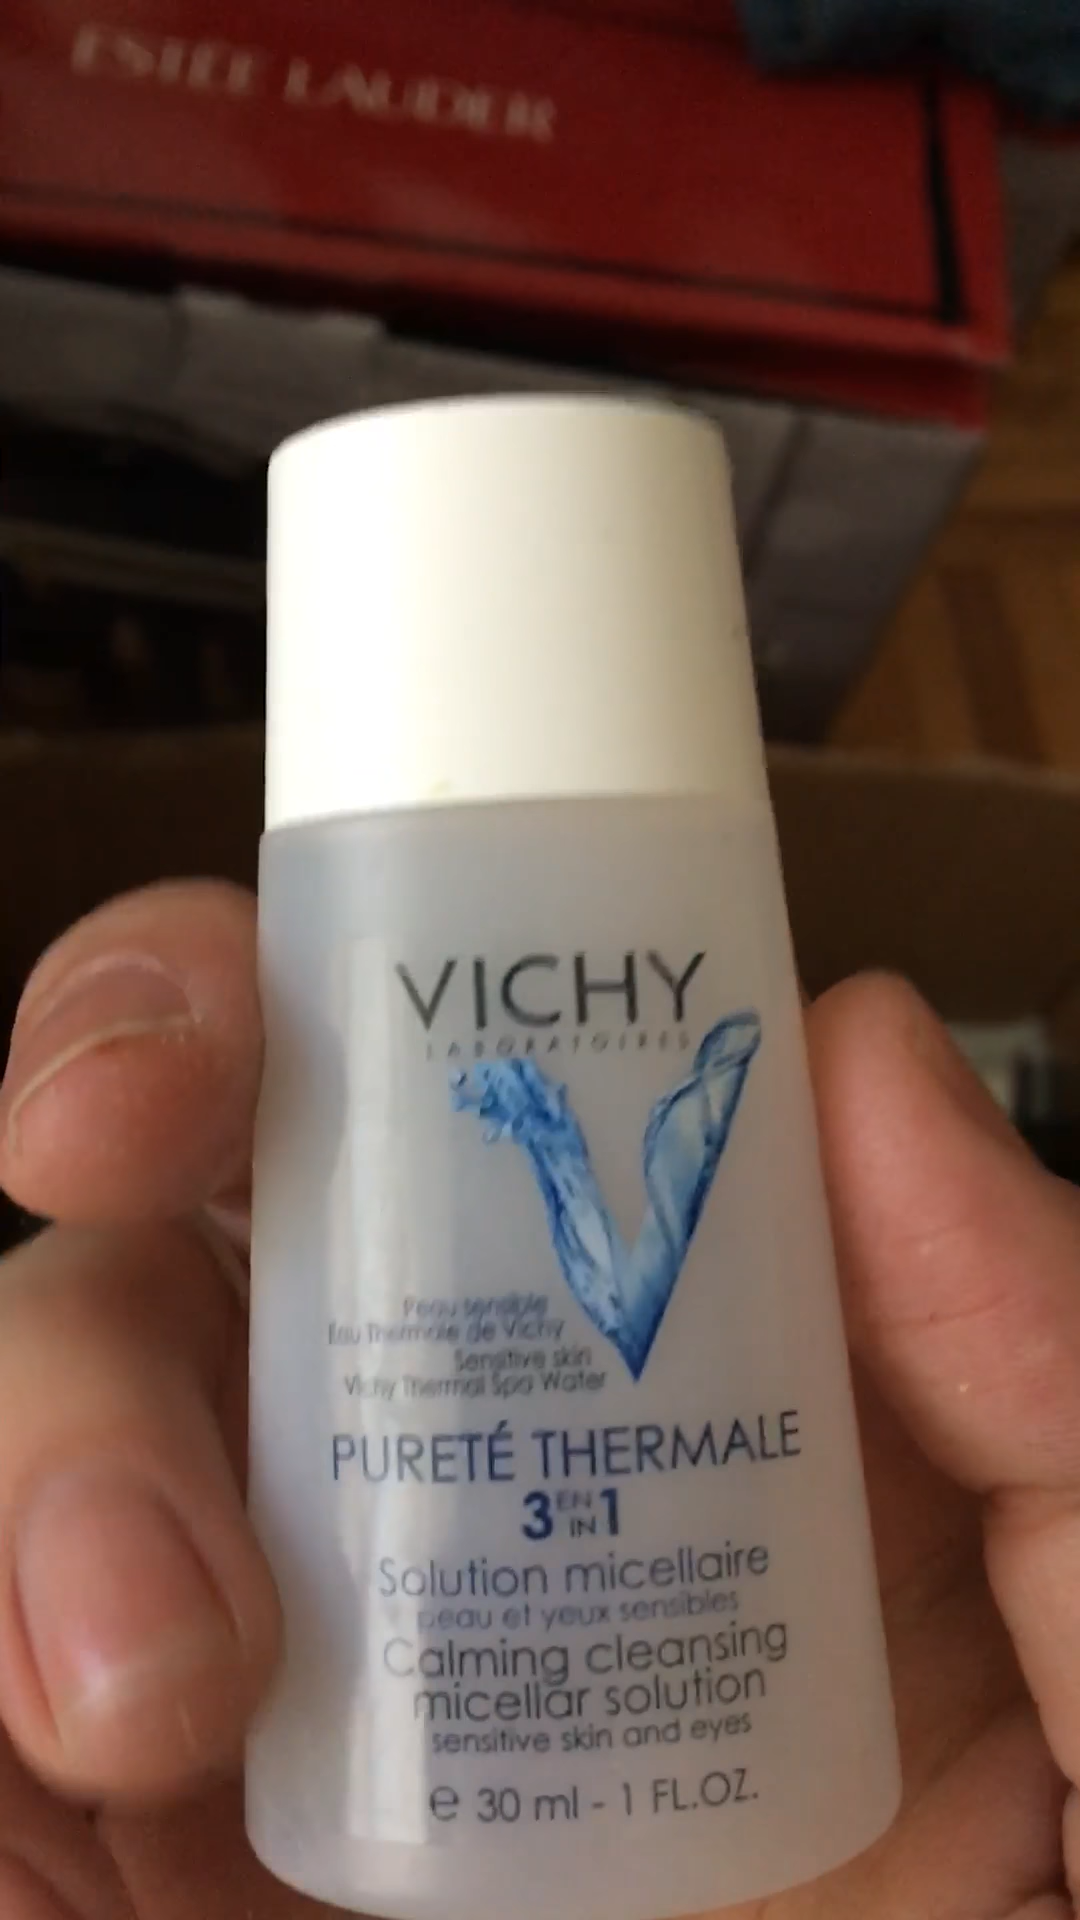 ESTĒE LAUDER
VICHY
LABORATOIRES
Peau sensible
Eau Thermale de Vichy
Sensitive skin
Vichy Thermal Spa Water
PURETÉ THERMALE
3 EN IN 1
Solution micellaire
peau et yeux sensibles
Calming cleansing
micellar solution
sensitive skin and eyes
e 30 ml - 1 FL.OZ.